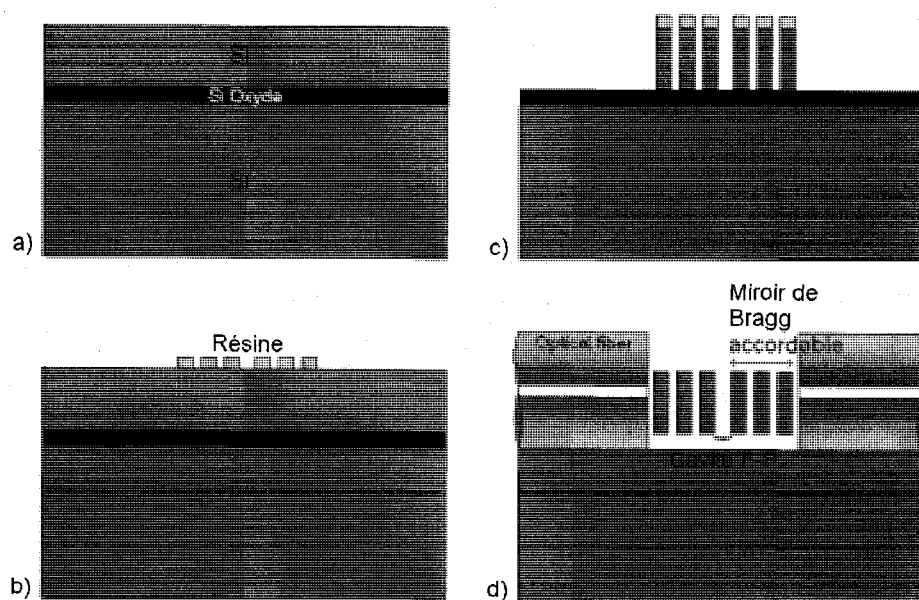 Si
Si Oxyde
Si
a)
c)
Résine
b)
Miroir de
Bragg
accordable
Optical fiber
d)